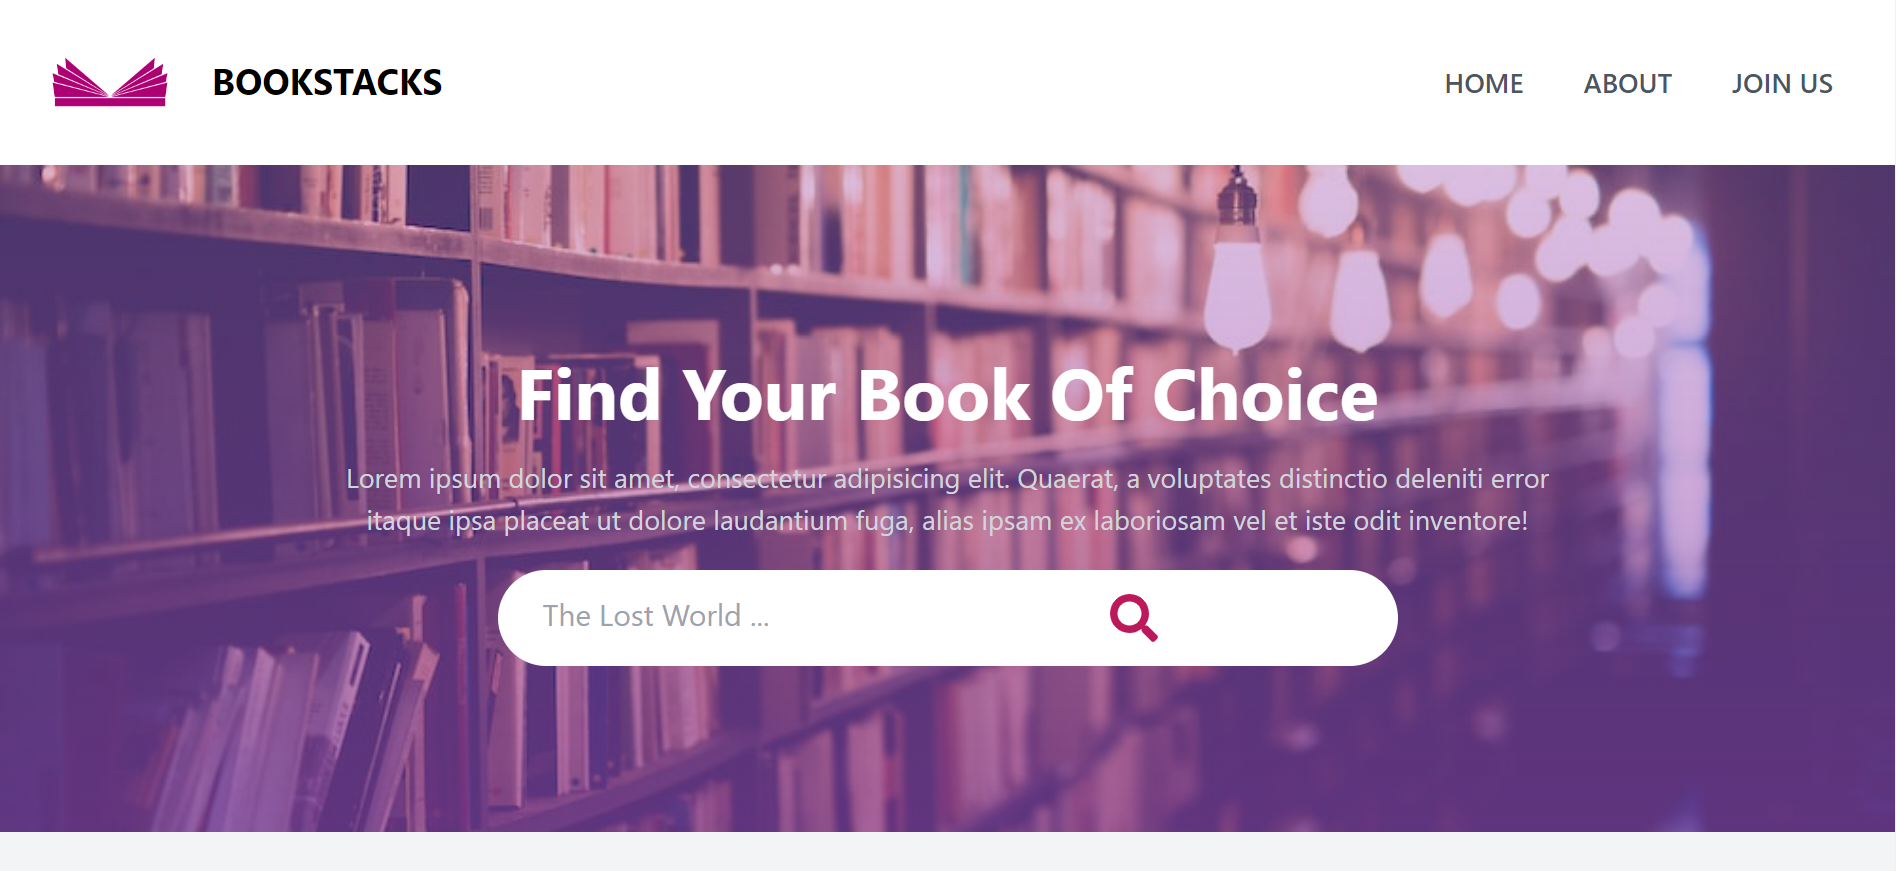 BOOKSTACKS
HOME ABOUT JOIN US
Find Your Book Of Choice
Lorem ipsum dolor sit amet, consectetur adipisicing elit. Quaerat, a voluptates distinctio deleniti error
itaque ipsa placeat ut dolore laudantium fuga, alias ipsam ex laboriosam vel et iste odit inventore!
The Lost World ...